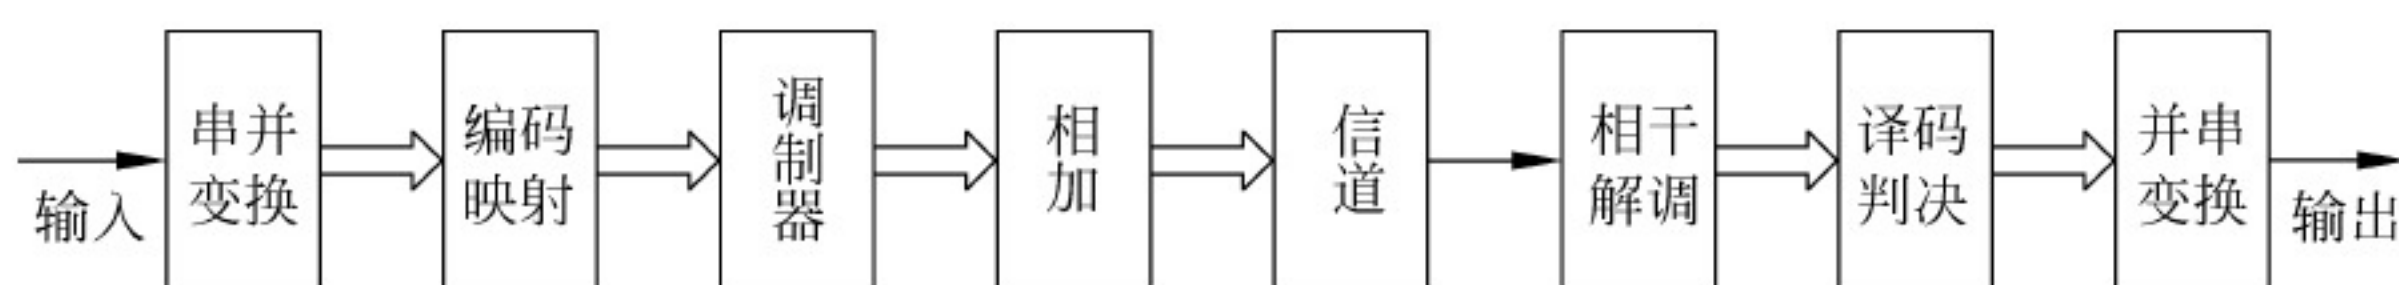 输入
串并
变换
编码
映射
调
制
器
相
加
信
道
相干
解调
译码
判决
并串
变换
输出